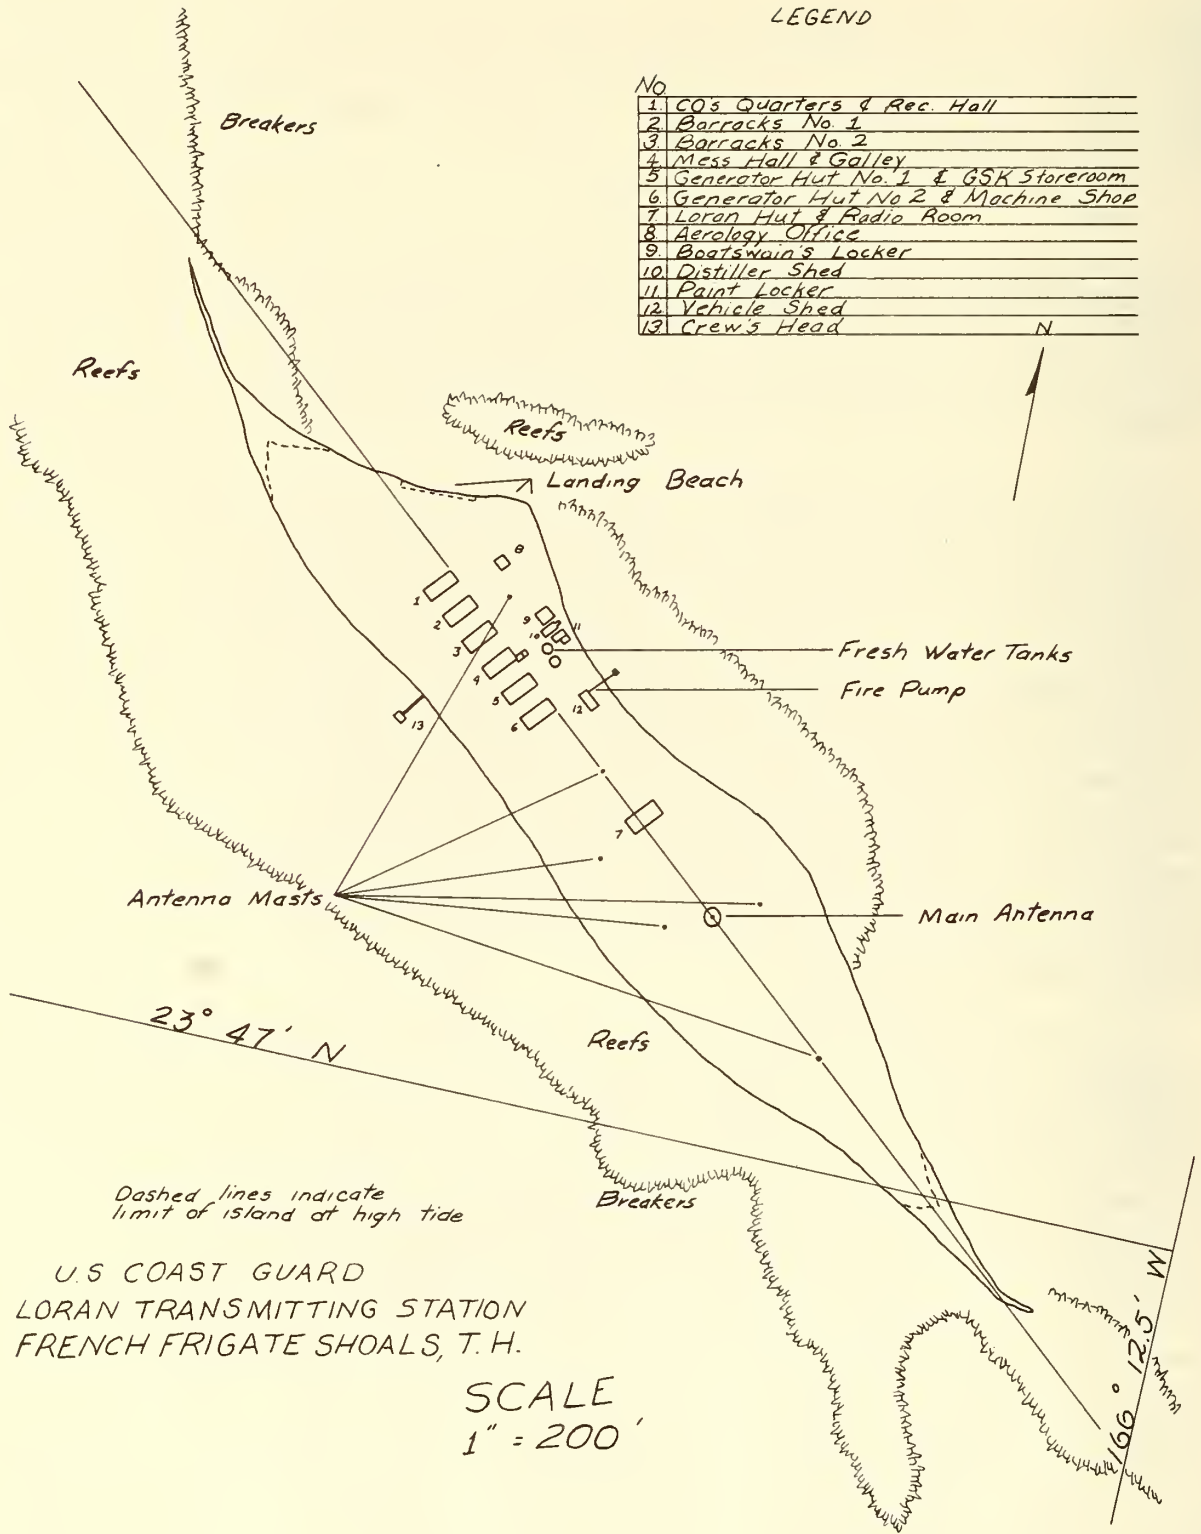 LEGEND
No.
1. CO's Quarters & Rec. Hall
2 Barracks No. 1
3. Barracks No. 2
4. Mess Hall & Galley
5 Generator Hut No. 1 & GSK Storeroom
6. Generator Hut No 2 & Machine Shop
7. Loran Hut & Radio Room
8. Aerology Office
9. Boatswain's Locker
10. Distiller Shed
11. Paint Locker
12. Vehicle Shed
13. Crew's Head
N
Breakers
Reefs
Reefs
Landing Beach
8
1
2
3
4
5
6
9
10
11
12
13
7
Fresh Water Tanks
Fire Pump
Antenna Masts
Main Antenna
23° 47' N
Reefs
Breakers
Dashed lines indicate
limit of island at high tide
U.S COAST GUARD
LORAN TRANSMITTING STATION
FRENCH FRIGATE SHOALS, T. H.
SCALE
1" = 200'
166° 12.5' W